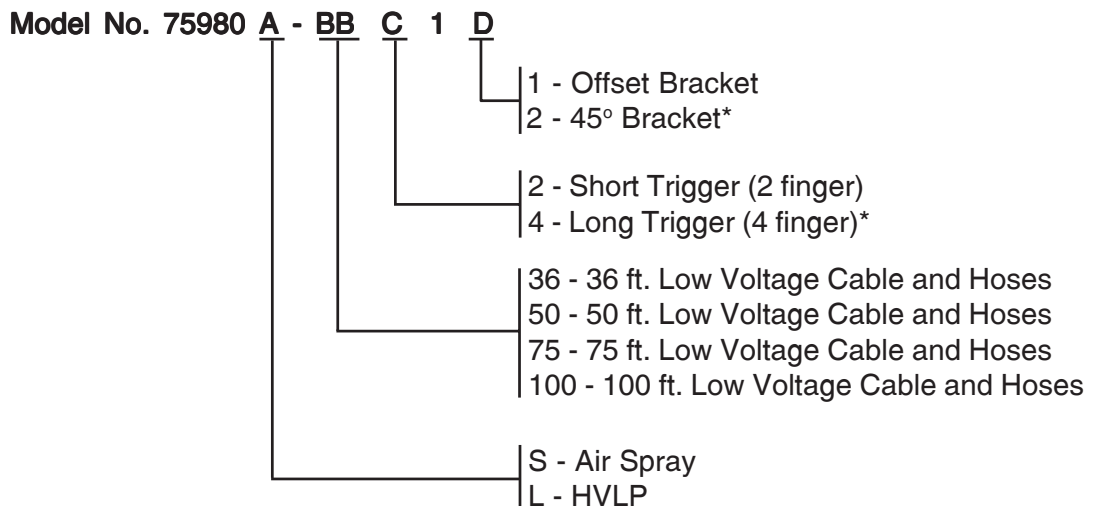 Model No. 75980 A - BB C 1 D
1 - Offset Bracket
2 - 45º Bracket*
2 - Short Trigger (2 finger)
4 - Long Trigger (4 finger)*
36 - 36 ft. Low Voltage Cable and Hoses
50 - 50 ft. Low Voltage Cable and Hoses
75 - 75 ft. Low Voltage Cable and Hoses
100 - 100 ft. Low Voltage Cable and Hoses
S - Air Spray
L - HVLP